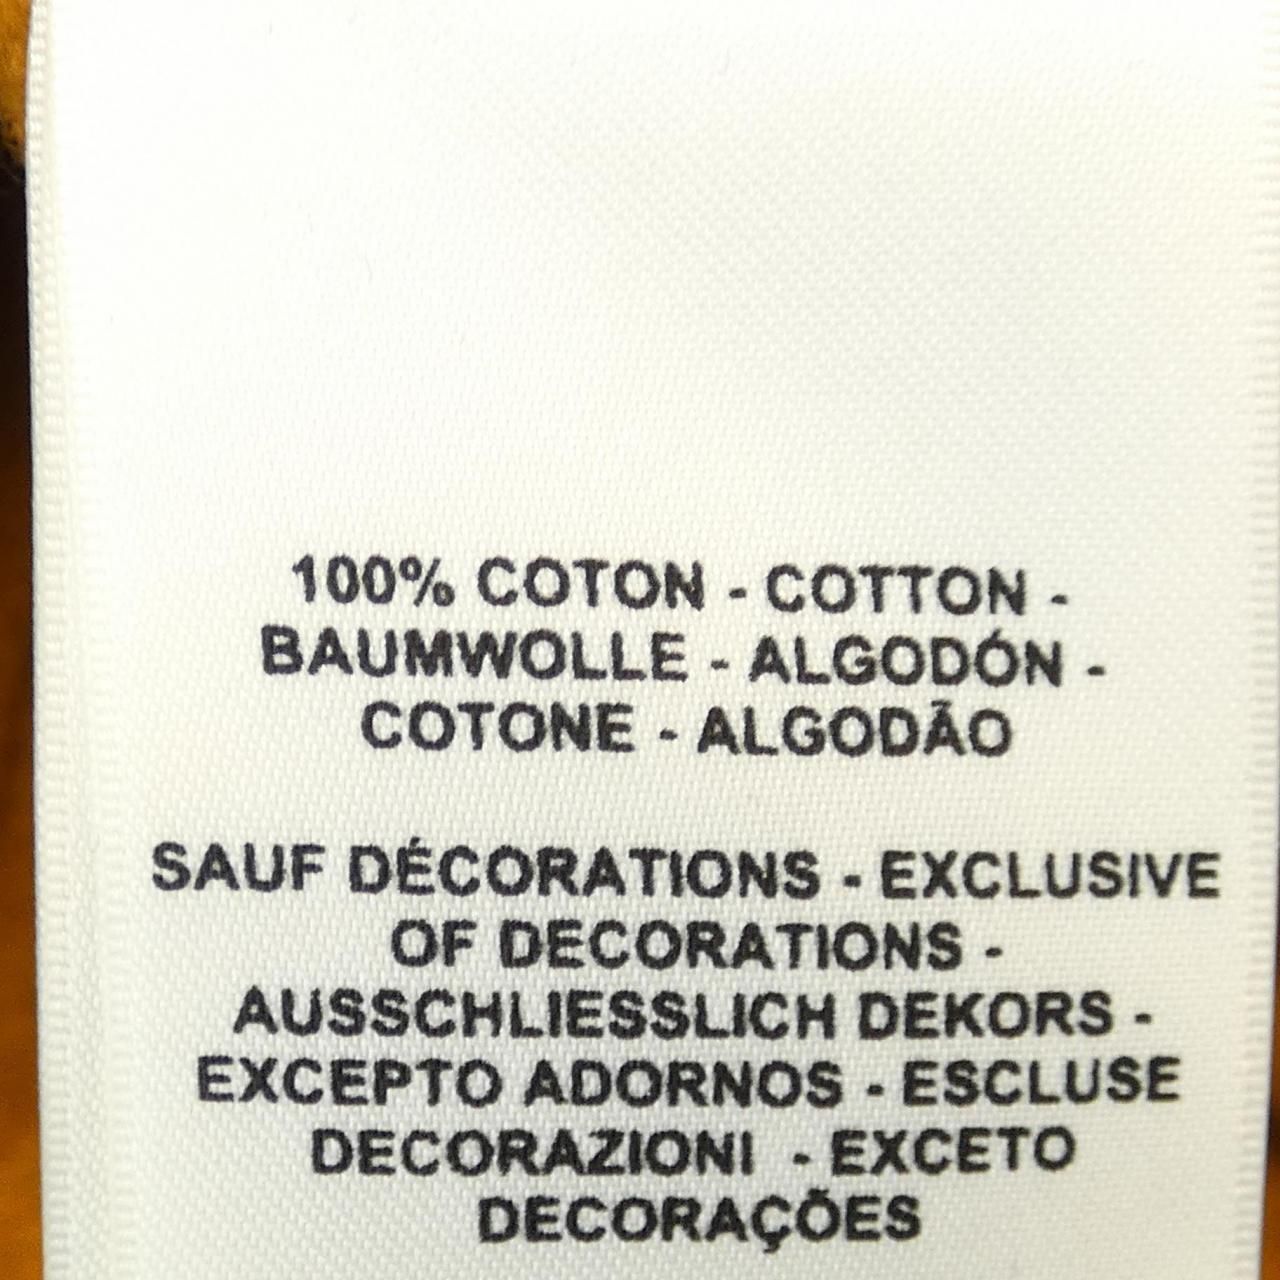 100% COTON - COTTON -
BAUMWOLLE - ALGODÓN -
COTONE - ALGODÃO
SAUF DÉCORATIONS - EXCLUSIVE
OF DECORATIONS -
AUSSCHLIESSLICH DEKORS -
EXCEPTO ADORNOS - ESCLUSE
DECORAZIONI - EXCETO
DECORAÇÕES